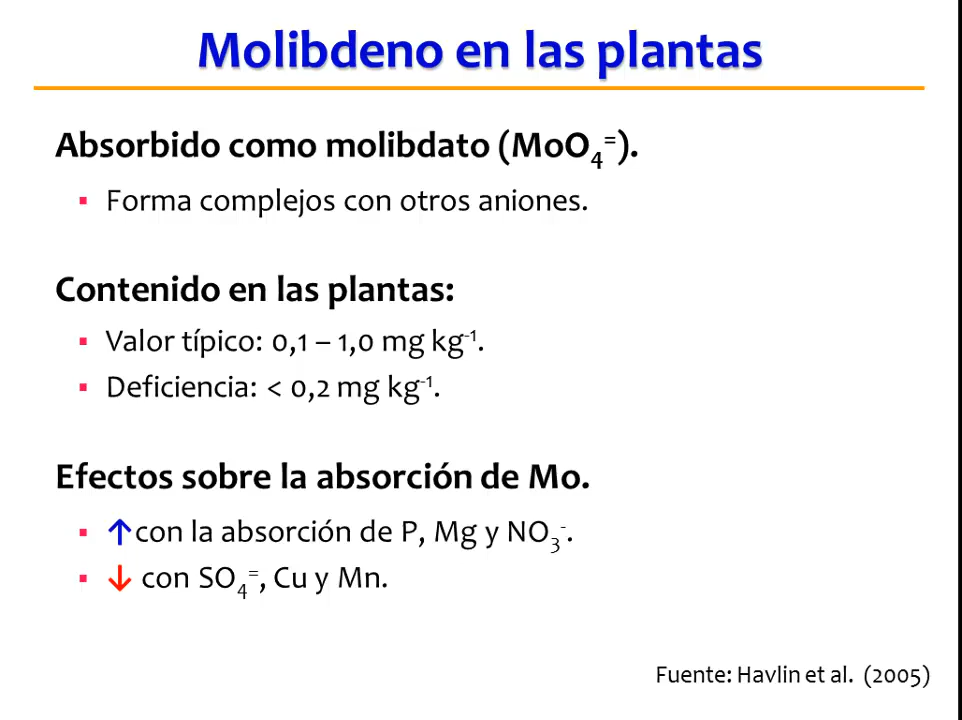 Molibdeno en las plantas
Absorbido como molibdato (MoO₄⁼).
▪ Forma complejos con otros aniones.
Contenido en las plantas:
▪ Valor típico: 0,1 – 1,0 mg kg⁻¹.
▪ Deficiencia: < 0,2 mg kg⁻¹.
Efectos sobre la absorción de Mo.
▪ ↑con la absorción de P, Mg y NO₃⁻.
▪ ↓ con SO₄⁼, Cu y Mn.
Fuente: Havlin et al. (2005)